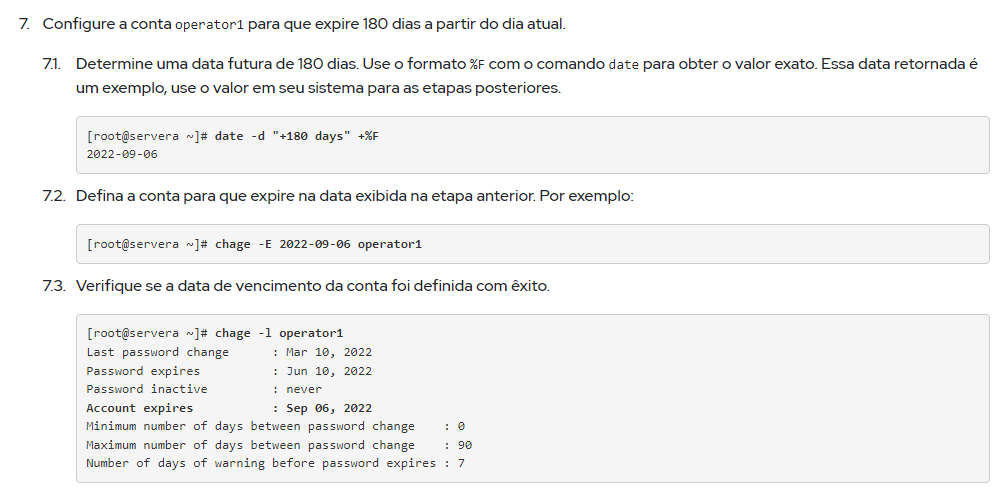 7. Configure a conta operator1 para que expire 180 dias a partir do dia atual.
7.1. Determine uma data futura de 180 dias. Use o formato %F com o comando date para obter o valor exato. Essa data retornada é
um exemplo, use o valor em seu sistema para as etapas posteriores.
[root@servera ~]# date -d "+180 days" +%F
2022-09-06
7.2. Defina a conta para que expire na data exibida na etapa anterior. Por exemplo:
[root@servera ~]# chage -E 2022-09-06 operator1
7.3. Verifique se a data de vencimento da conta foi definida com êxito.
[root@servera ~]# chage -l operator1
Last password change      : Mar 10, 2022
Password expires          : Jun 10, 2022
Password inactive         : never
Account expires           : Sep 06, 2022
Minimum number of days between password change    : 0
Maximum number of days between password change    : 90
Number of days of warning before password expires : 7